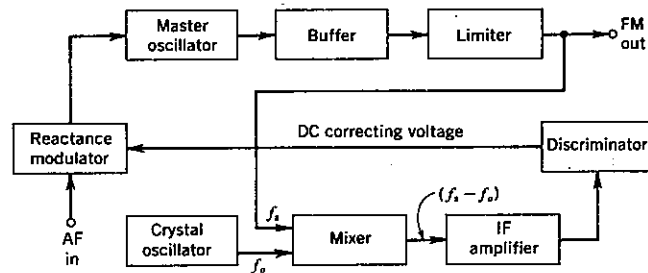 Master
oscillator
Buffer
Limiter
FM
out
Reactance
modulator
DC correcting voltage
Discriminator
AF
in
Crystal
oscillator
fₒ
fₛ
Mixer
(fₛ − fₒ)
IF
amplifier